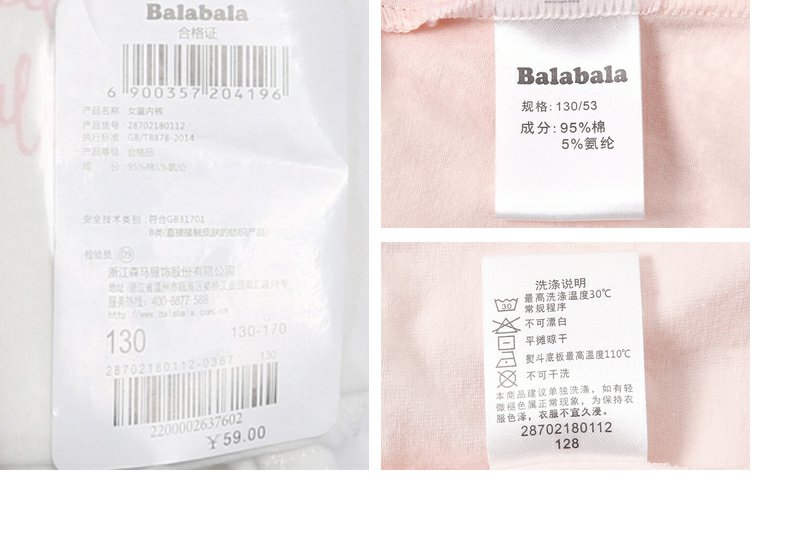 Balabala
合格证
6 900357 204196
产品名称：女童内裤
产品货号：28702180112
执行标准：GB/T8878-2014
产品等级：合格品
成 分：95%棉5%氨纶
安全技术类别：符合GB31701
B类(直接接触皮肤的纺织产品)
检验员：09
浙江森马服饰股份有限公司
服务热线：400-8877-588
http://www.balabala.com.cn
130
130-170
28702180112-0367 130
2200002637602
￥59.00
Balabala
规格：130/53
成分：95%棉
5%氨纶
洗涤说明
30
最高洗涤温度30℃
常规程序
不可漂白
平摊晾干
熨斗底板最高温度110℃
不可干洗
本商品建议单独洗涤，如有轻
微褪色属正常现象，为保持衣
服色泽，衣服不宜久浸。
28702180112
128